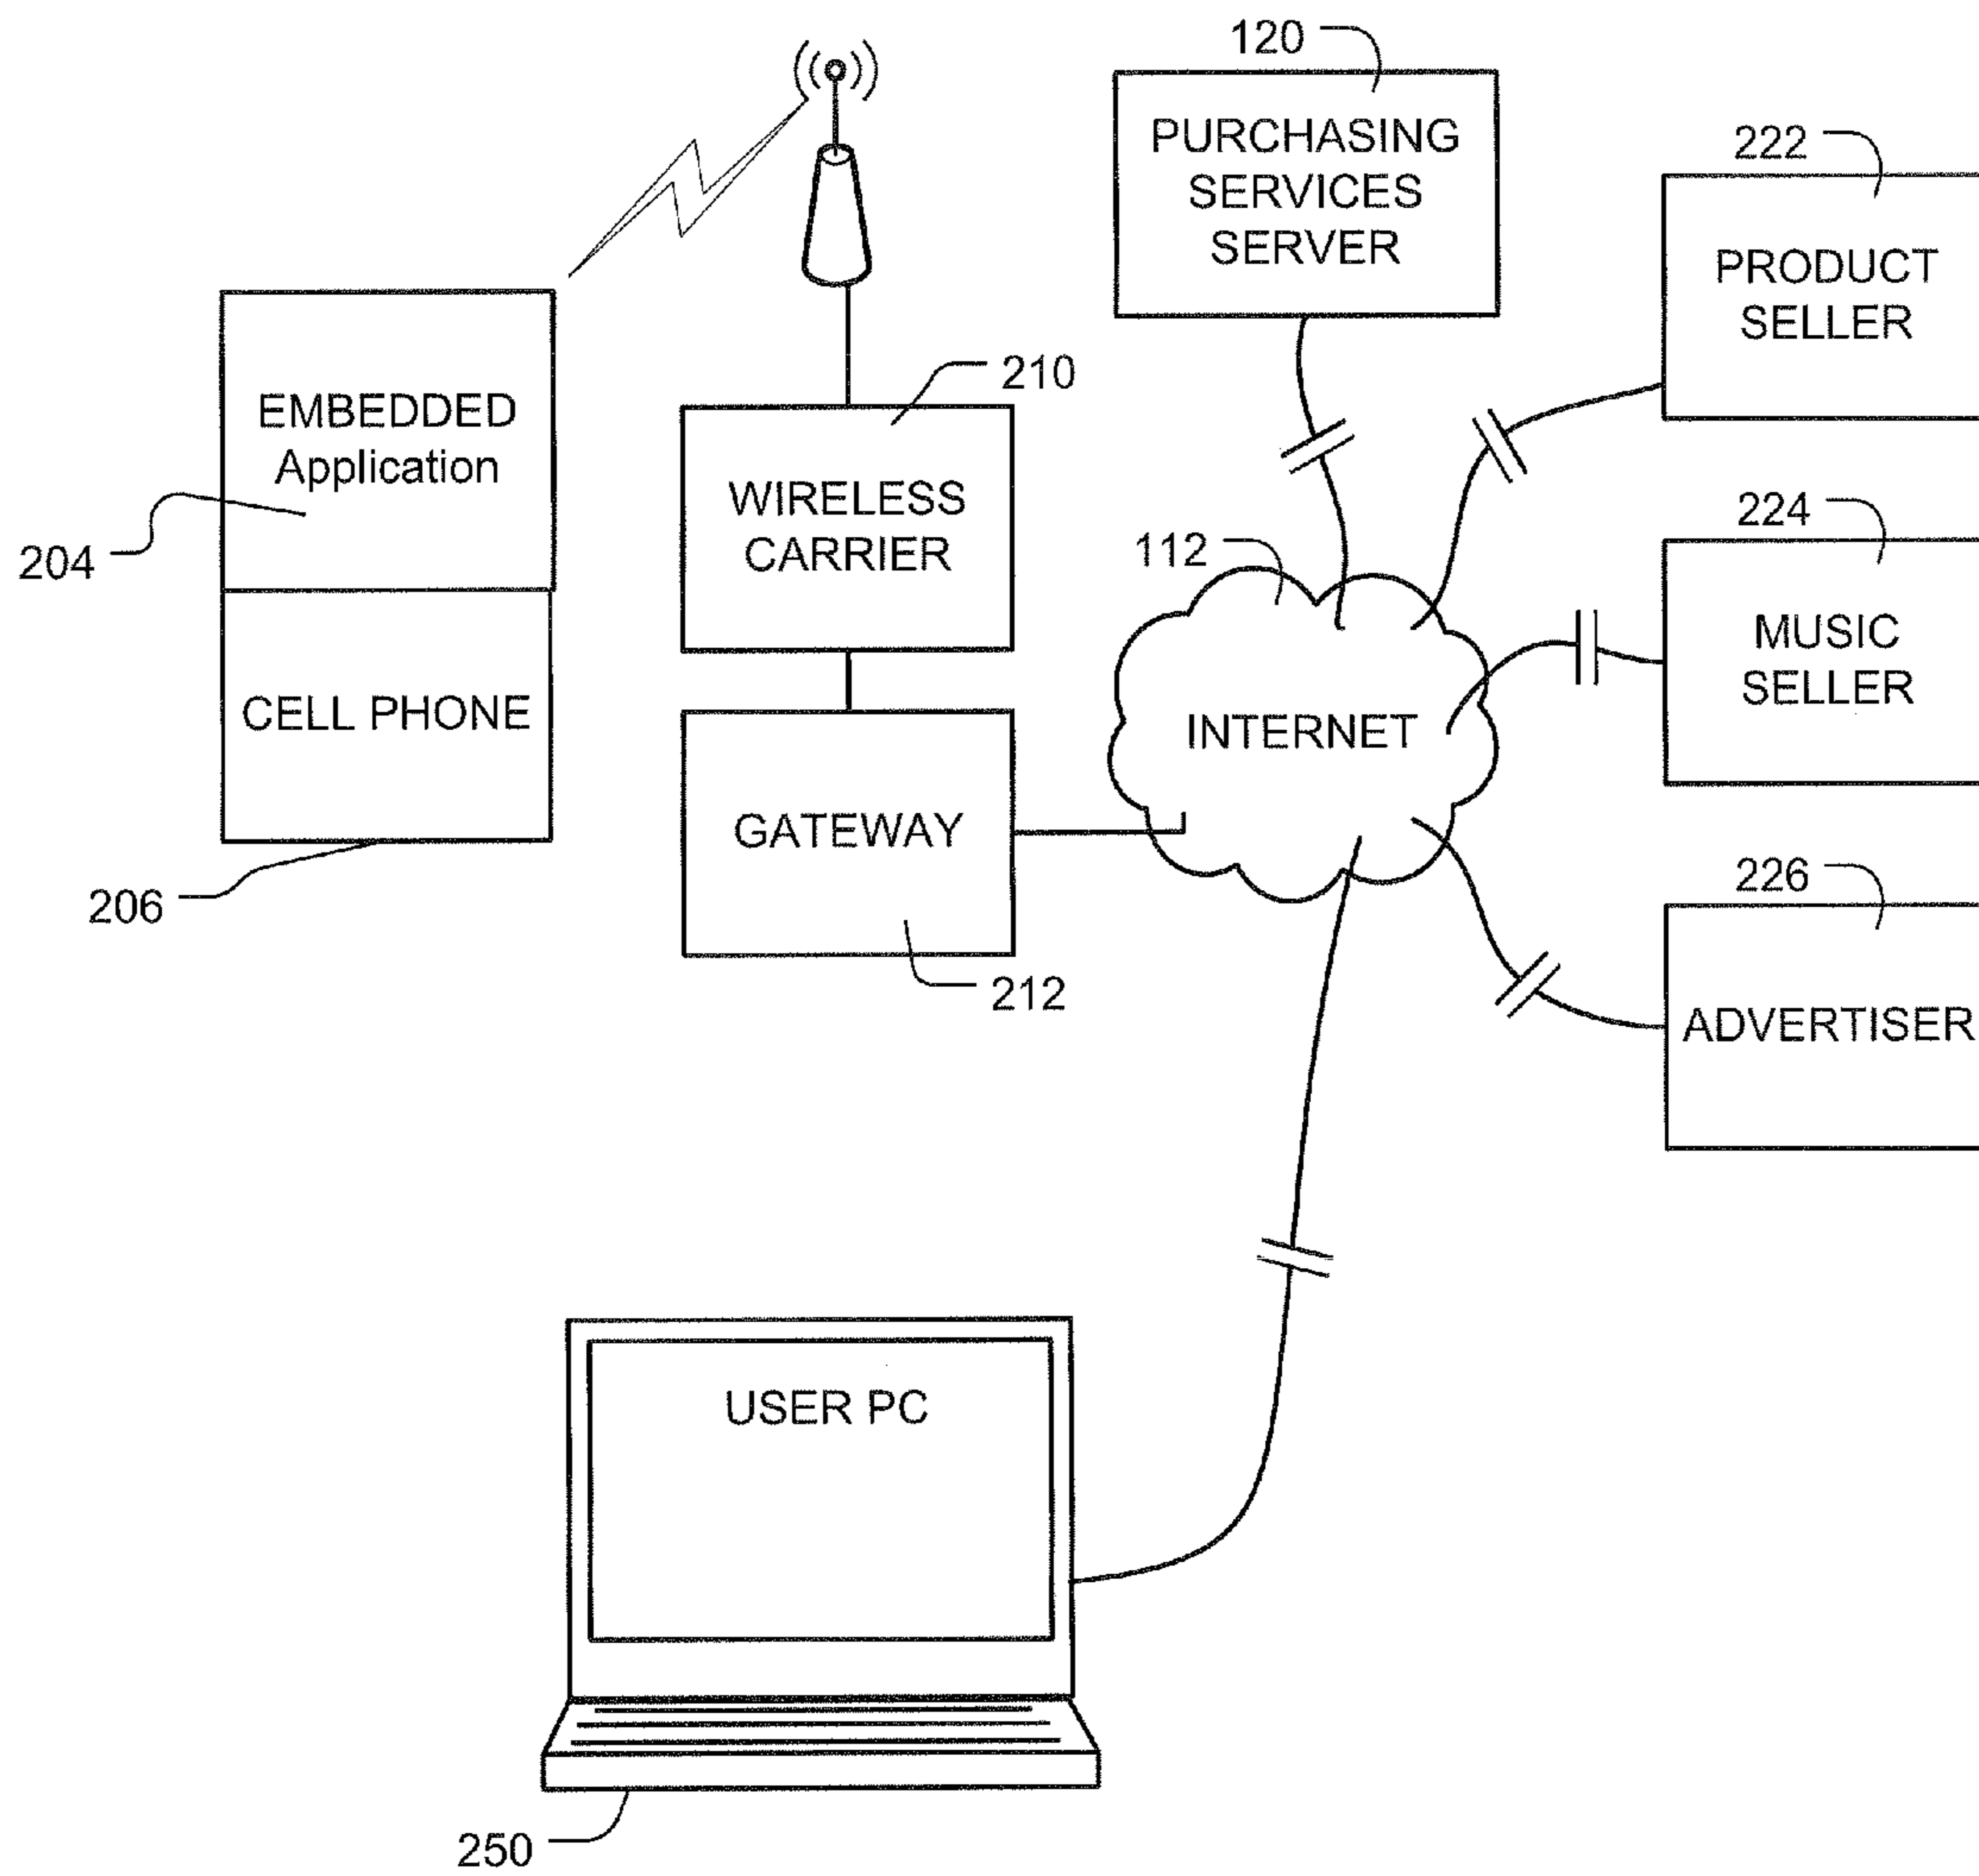 120
PURCHASING
SERVICES
SERVER
222
PRODUCT
SELLER
210
EMBEDDED
Application
WIRELESS
CARRIER
204
224
112
MUSIC
SELLER
CELL PHONE
INTERNET
GATEWAY
206
226
212
ADVERTISER
USER PC
250